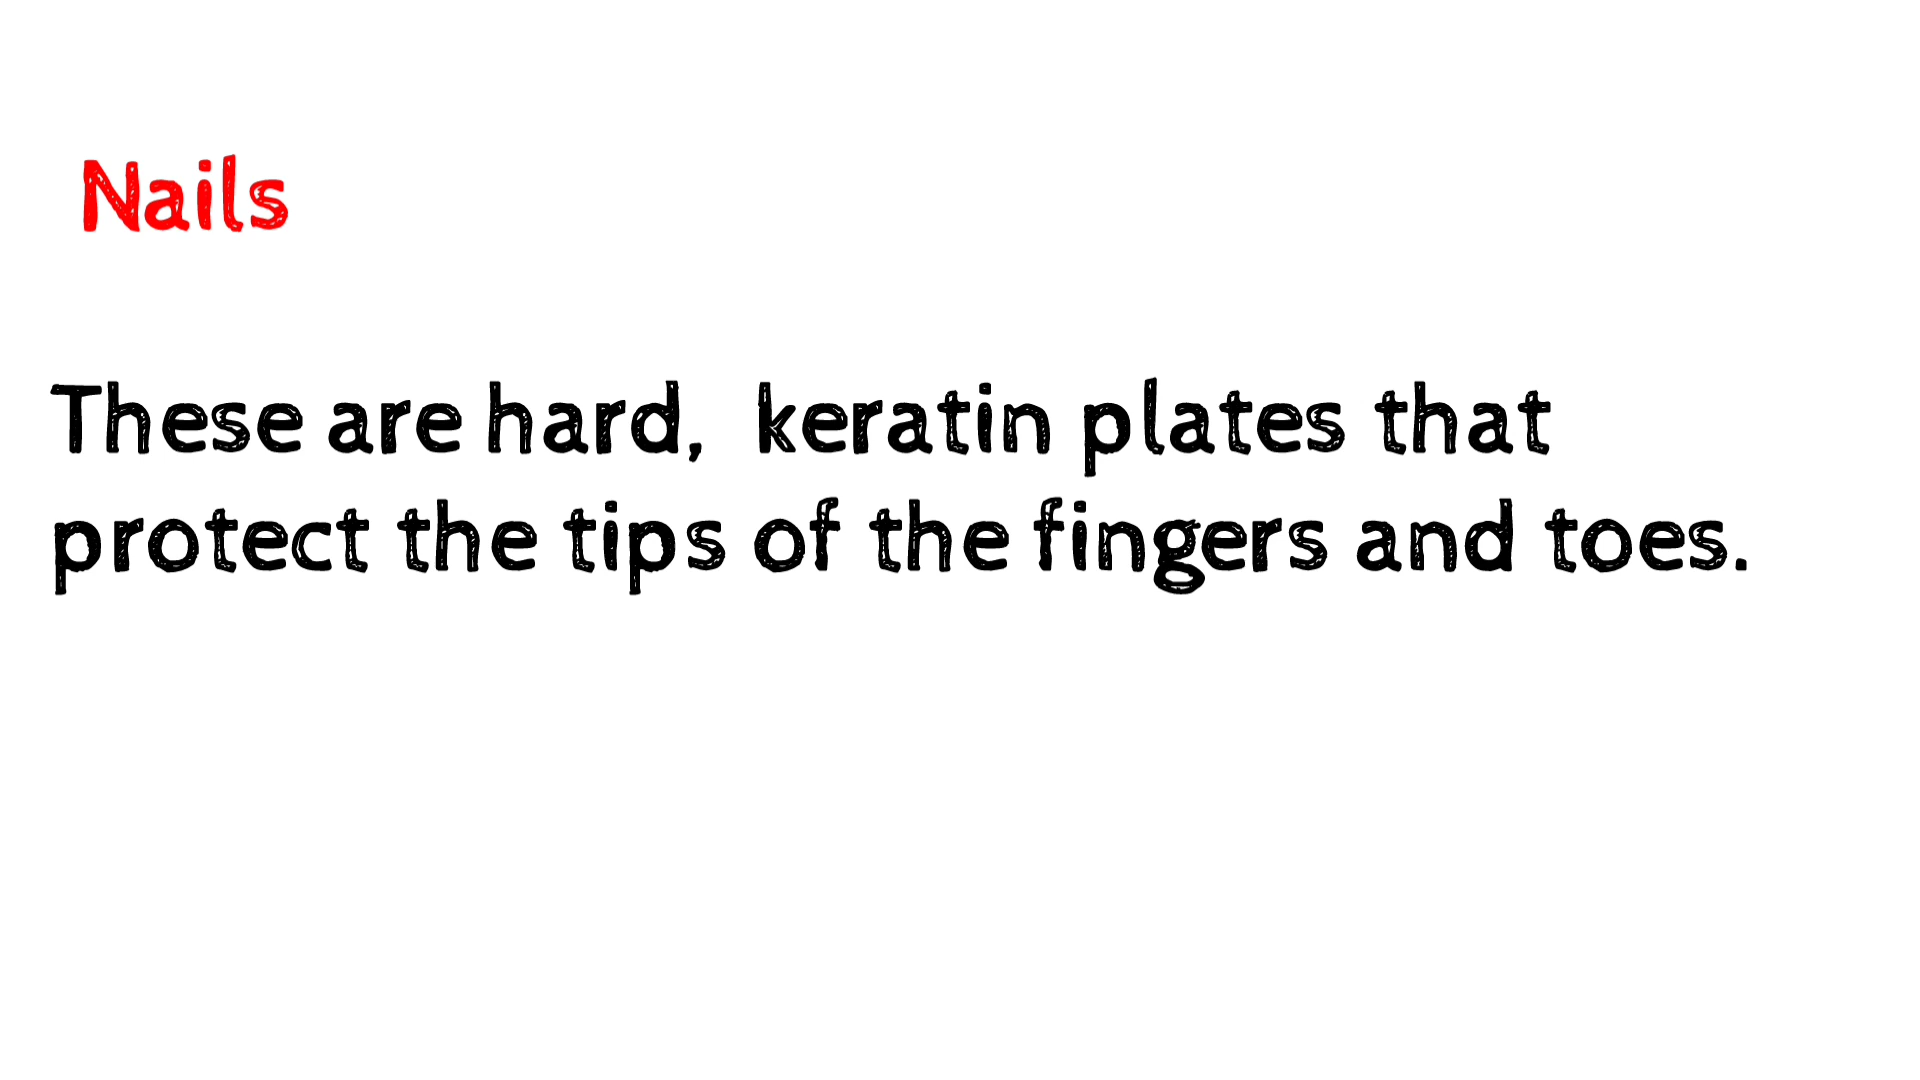 Nails
These are hard,  keratin plates that
protect the tips of the fingers and toes.